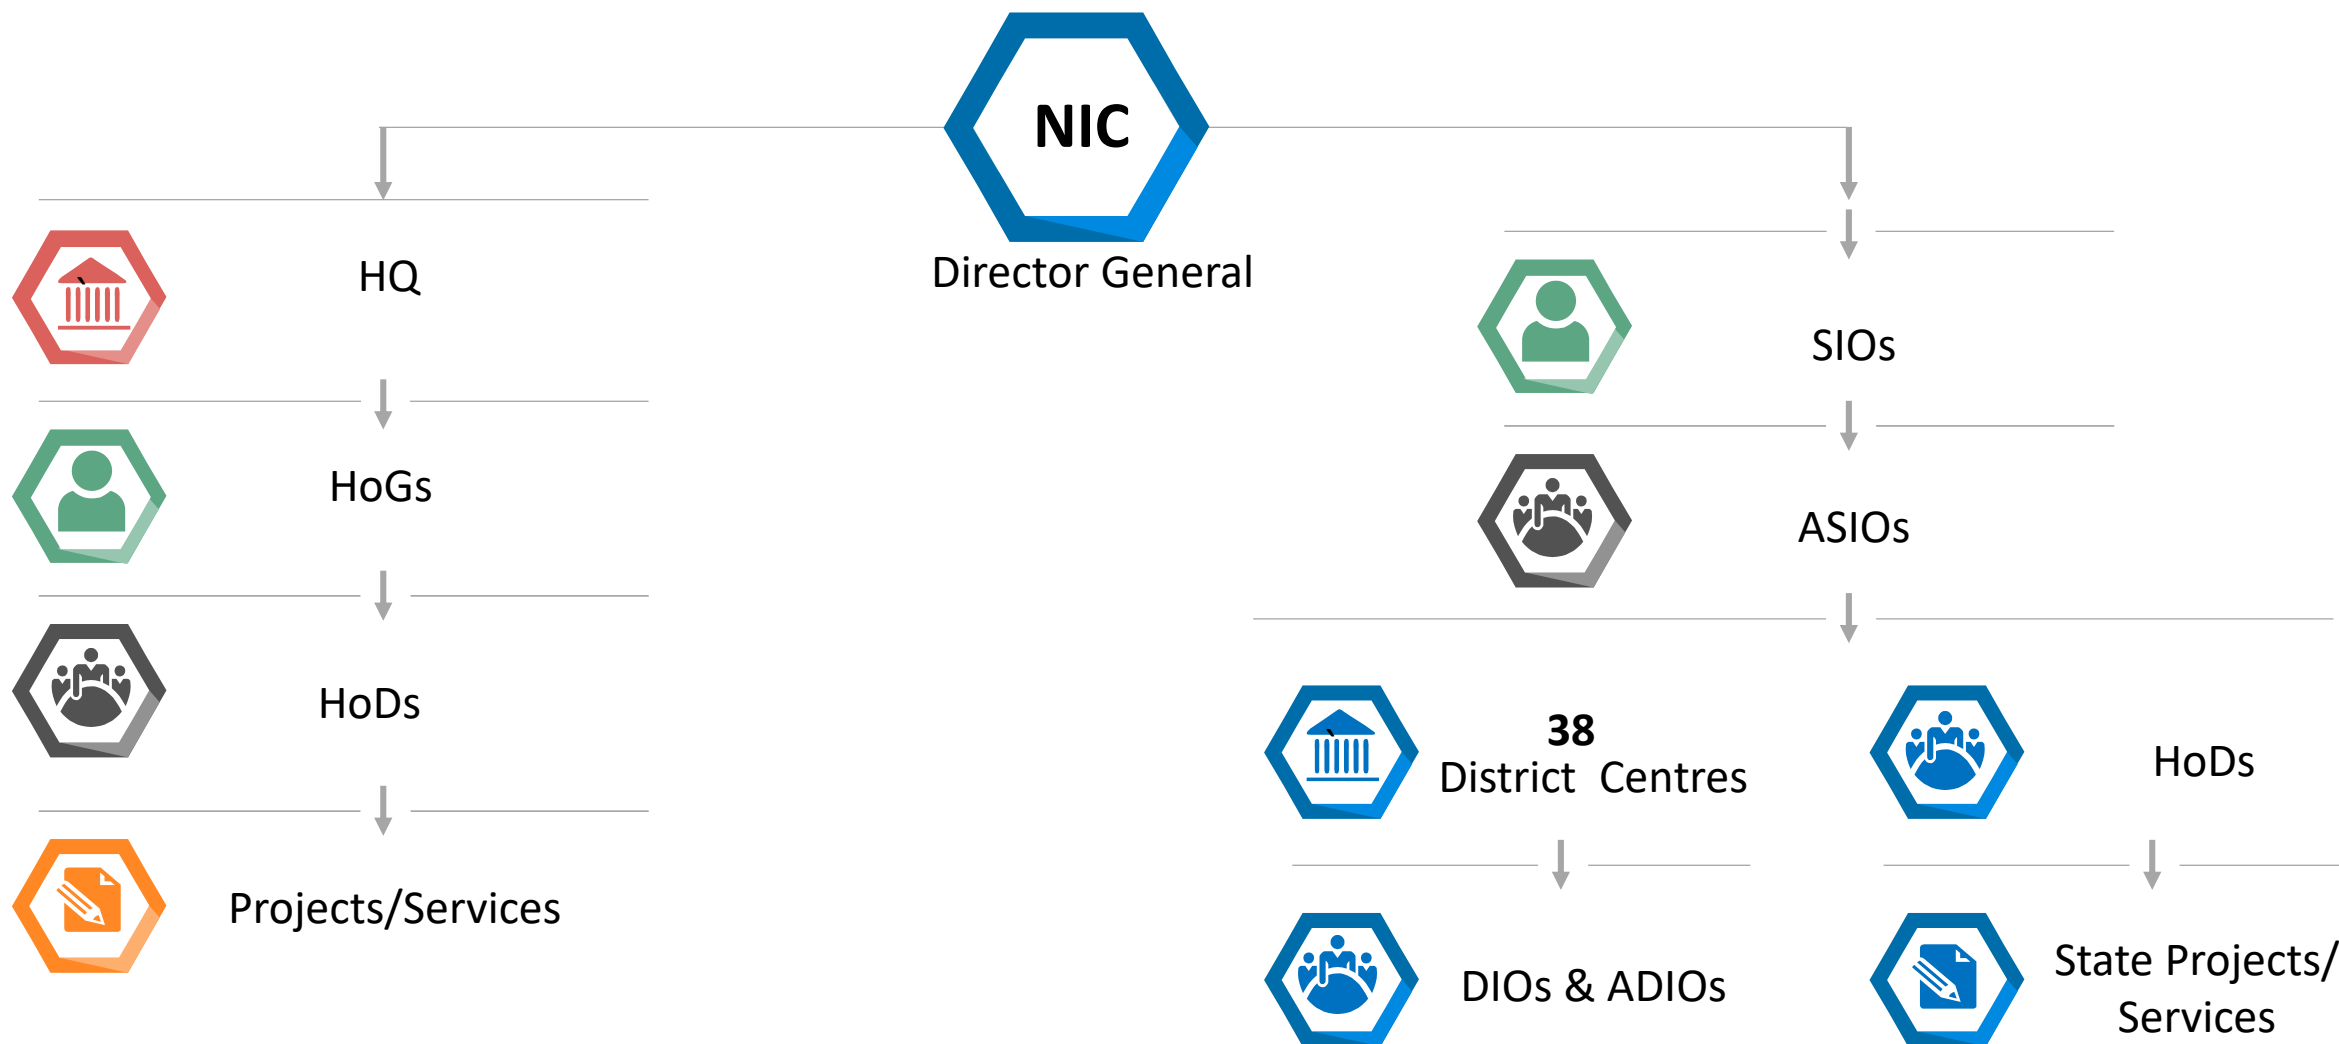 NIC
Director General
HQ
HoGs
HoDs
Projects/Services
SIOs
ASIOs
38
District Centres
DIOs & ADIOs
HoDs
State Projects/
Services